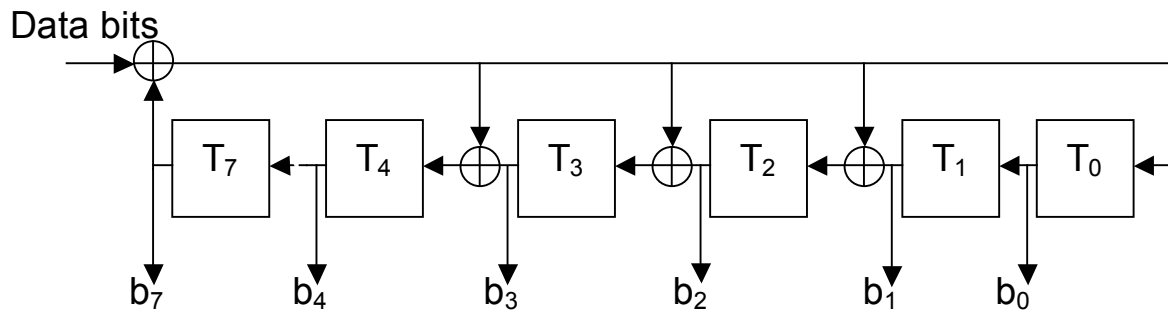 Data bits
T₇ T₄ T₃ T₂ T₁ T₀
b₇ b₄ b₃ b₂ b₁ b₀